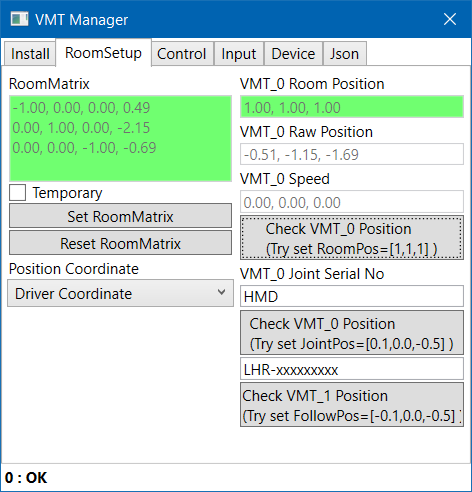 VMT Manager
Install RoomSetup Control Input Device Json
RoomMatrix
-1.00, 0.00, 0.00, 0.49
0.00, 1.00, 0.00, -2.15
0.00, 0.00, -1.00, -0.69
Temporary
Set RoomMatrix
Reset RoomMatrix
Position Coordinate
Driver Coordinate
VMT_0 Room Position
1.00, 1.00, 1.00
VMT_0 Raw Position
-0.51, -1.15, -1.69
VMT_0 Speed
0.00, 0.00, 0.00
Check VMT_0 Position
(Try set RoomPos=[1,1,1] )
VMT_0 Joint Serial No
HMD
Check VMT_0 Position
(Try set JointPos=[0.1,0.0,-0.5] )
LHR-xxxxxxxxx
Check VMT_1 Position
(Try set FollowPos=[-0.1,0.0,-0.5] )
0 : OK